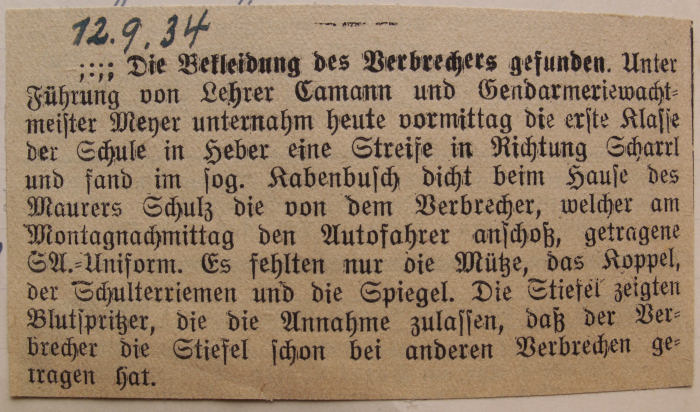 12.9.34
;:;; Die Bekleidung des Verbrechers gefunden. Unter
Führung von Lehrer Camann und Gendarmeriewacht-
meister Meyer unternahm heute vormittag die erste Klasse
der Schule in Heber eine Streife in Richtung Scharrl
und fand im sog. Kabenbusch dicht beim Hause des
Maurers Schulz die von dem Verbrecher, welcher am
Montagnachmittag den Autofahrer anschoß, getragene
SA.-Uniform. Es fehlten nur die Mütze, das Koppel,
der Schulterriemen und die Spiegel. Die Stiefel zeigten
Blutspritzer, die die Annahme zulassen, daß der Ver-
brecher die Stiefel schon bei anderen Verbrechen ge-
tragen hat.